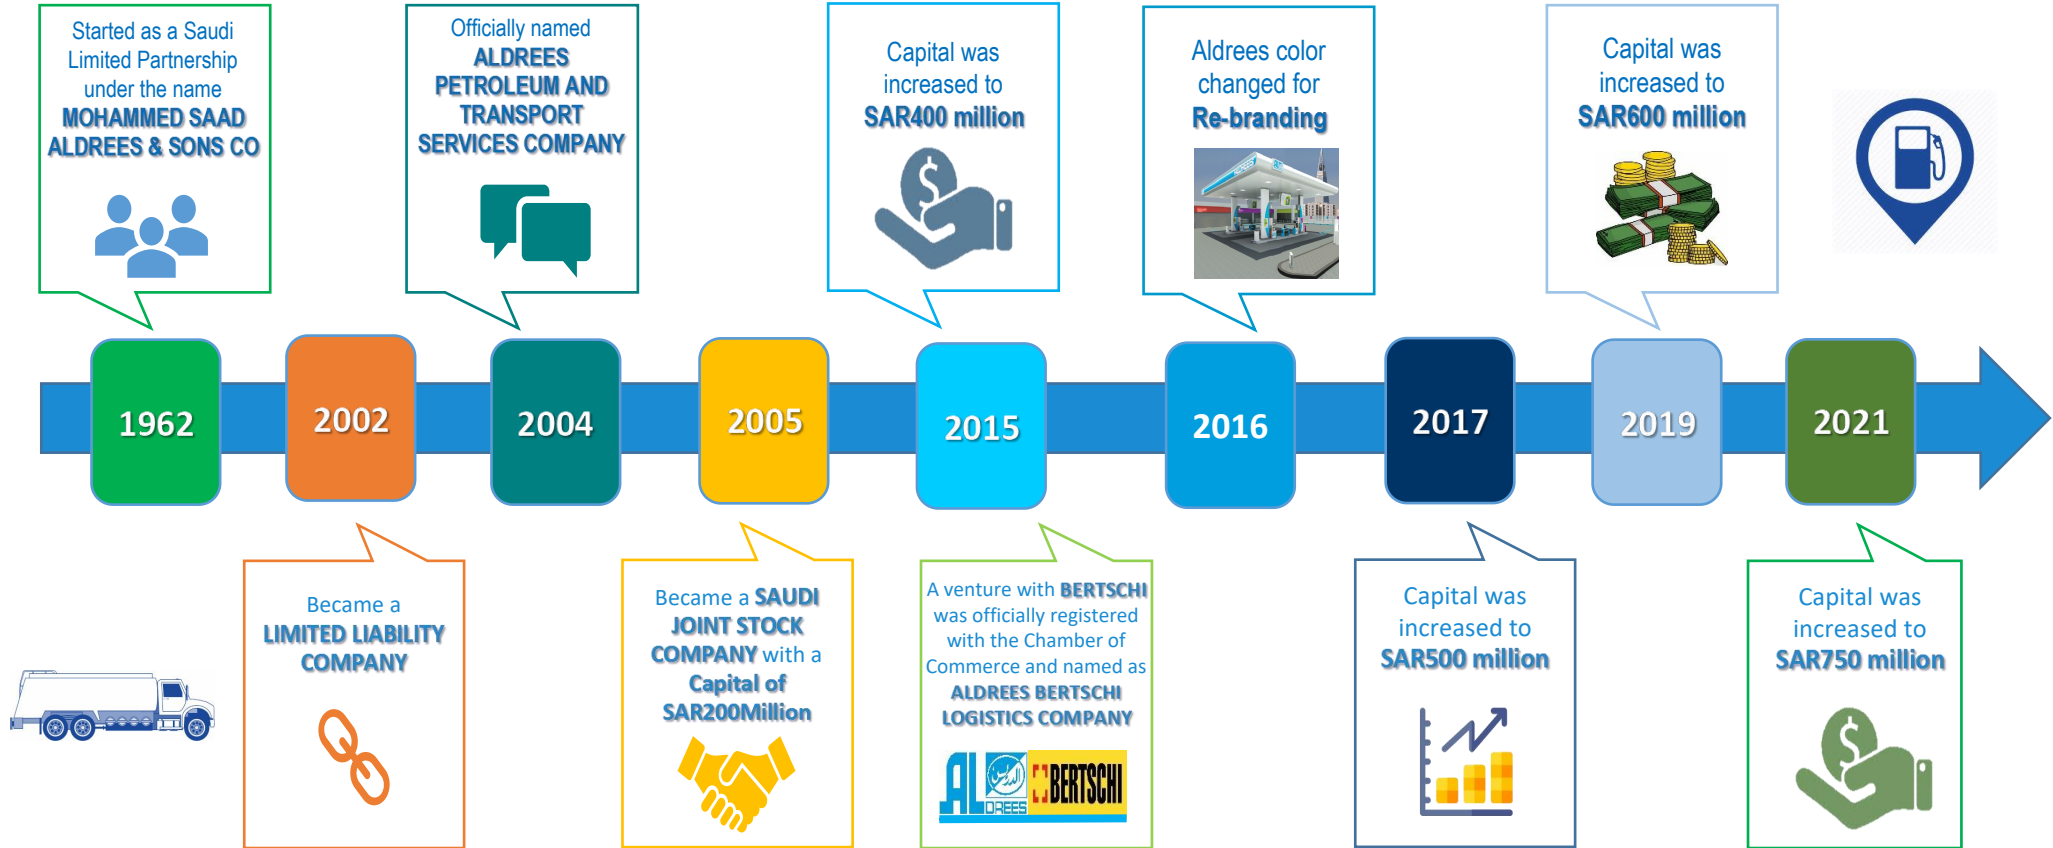 Started as a Saudi
Limited Partnership
under the name
MOHAMMED SAAD
ALDREES & SONS CO
Officially named
ALDREES
PETROLEUM AND
TRANSPORT
SERVICES COMPANY
Capital was
increased to
SAR400 million
Aldrees color
changed for
Re-branding
Capital was
increased to
SAR600 million
1962
2002
2004
2005
2015
2016
2017
2019
2021
Became a
LIMITED LIABILITY
COMPANY
Became a SAUDI
JOINT STOCK
COMPANY with a
Capital of
SAR200Million
A venture with BERTSCHI
was officially registered
with the Chamber of
Commerce and named as
ALDREES BERTSCHI
LOGISTICS COMPANY
AL
الدريس
DREES
BERTSCHI
Capital was
increased to
SAR500 million
Capital was
increased to
SAR750 million